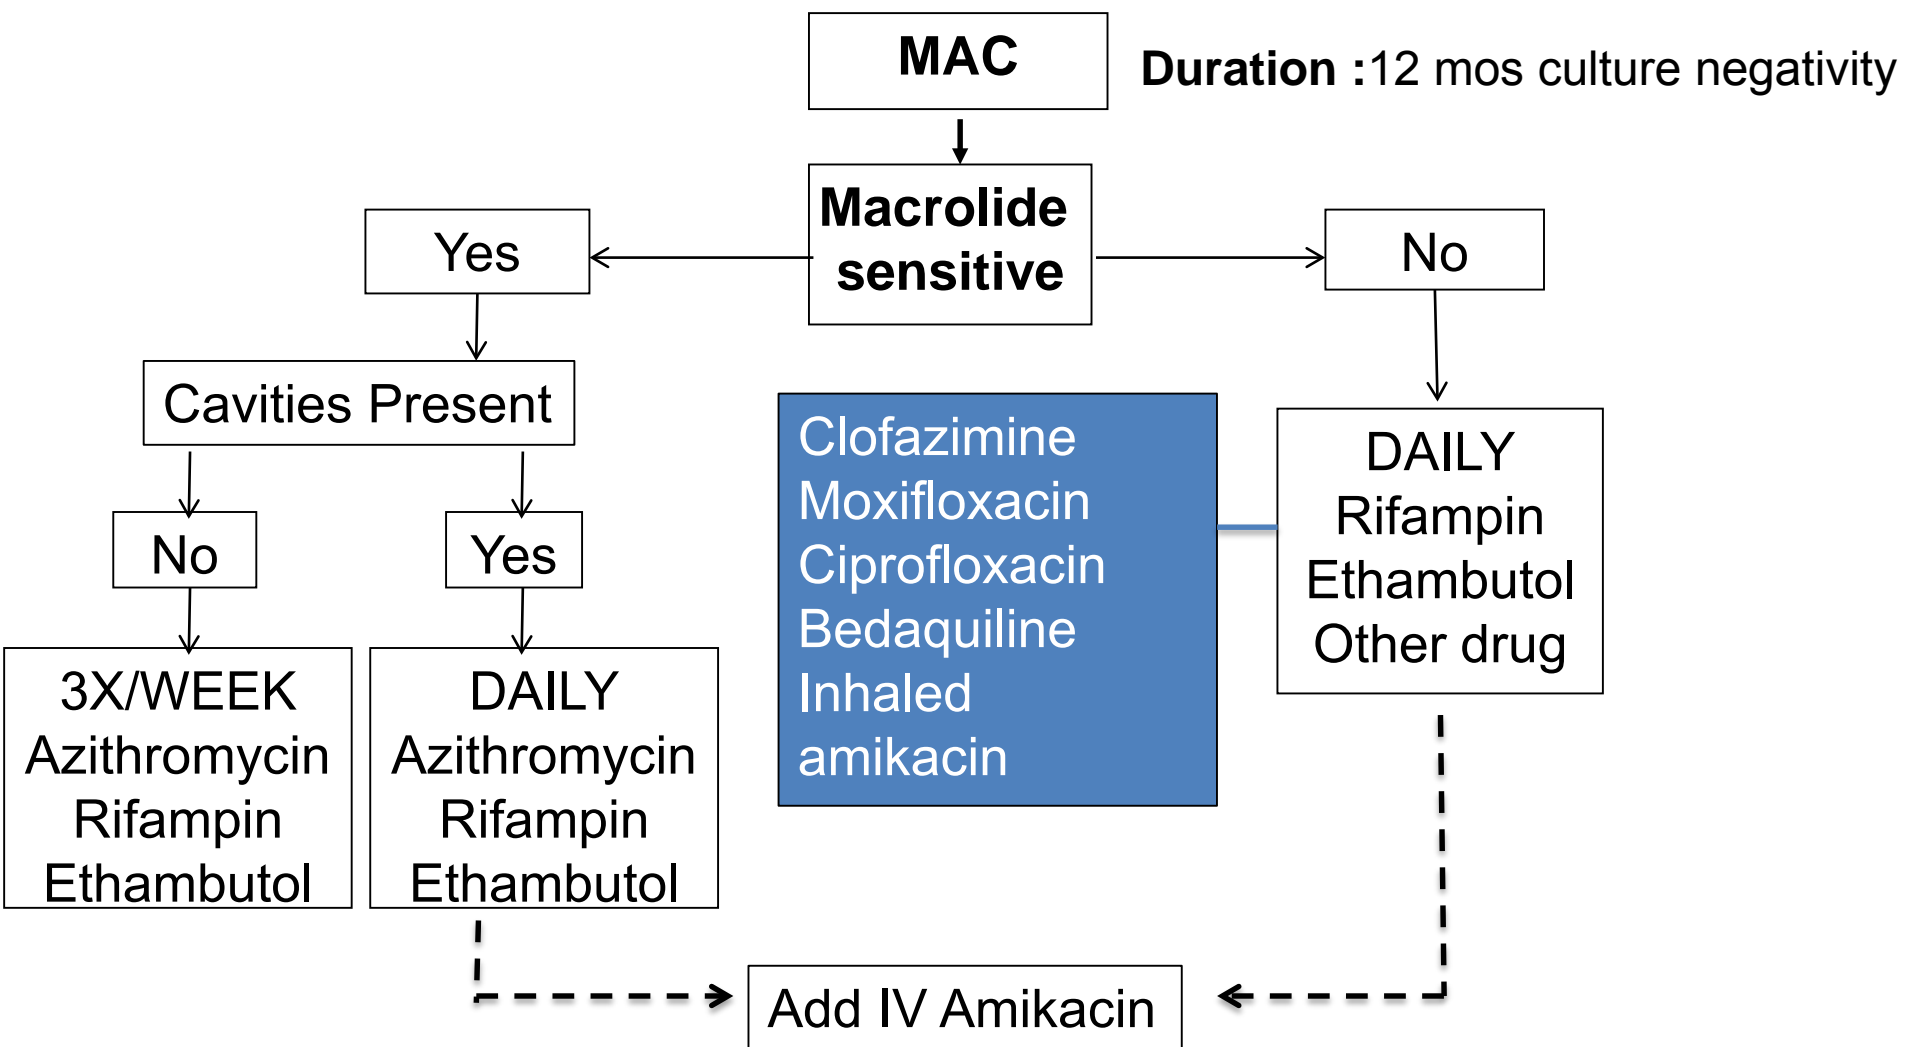 MAC
Duration :12 mos culture negativity
Macrolide
sensitive
Yes
No
Cavities Present
No
Yes
3X/WEEK
Azithromycin
Rifampin
Ethambutol
DAILY
Azithromycin
Rifampin
Ethambutol
Clofazimine
Moxifloxacin
Ciprofloxacin
Bedaquiline
Inhaled
amikacin
DAILY
Rifampin
Ethambutol
Other drug
Add IV Amikacin